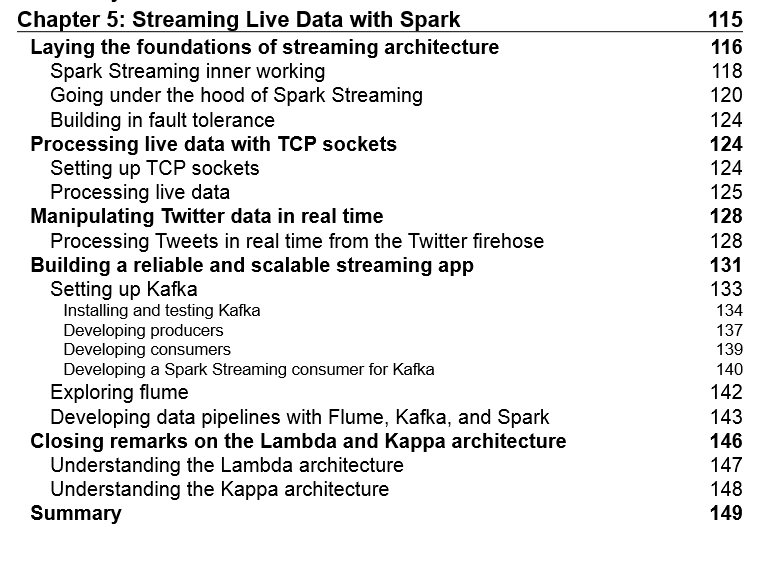 Chapter 5: Streaming Live Data with Spark 115
Laying the foundations of streaming architecture 116
Spark Streaming inner working 118
Going under the hood of Spark Streaming 120
Building in fault tolerance 124
Processing live data with TCP sockets 124
Setting up TCP sockets 124
Processing live data 125
Manipulating Twitter data in real time 128
Processing Tweets in real time from the Twitter firehose 128
Building a reliable and scalable streaming app 131
Setting up Kafka 133
Installing and testing Kafka 134
Developing producers 137
Developing consumers 139
Developing a Spark Streaming consumer for Kafka 140
Exploring flume 142
Developing data pipelines with Flume, Kafka, and Spark 143
Closing remarks on the Lambda and Kappa architecture 146
Understanding the Lambda architecture 147
Understanding the Kappa architecture 148
Summary 149